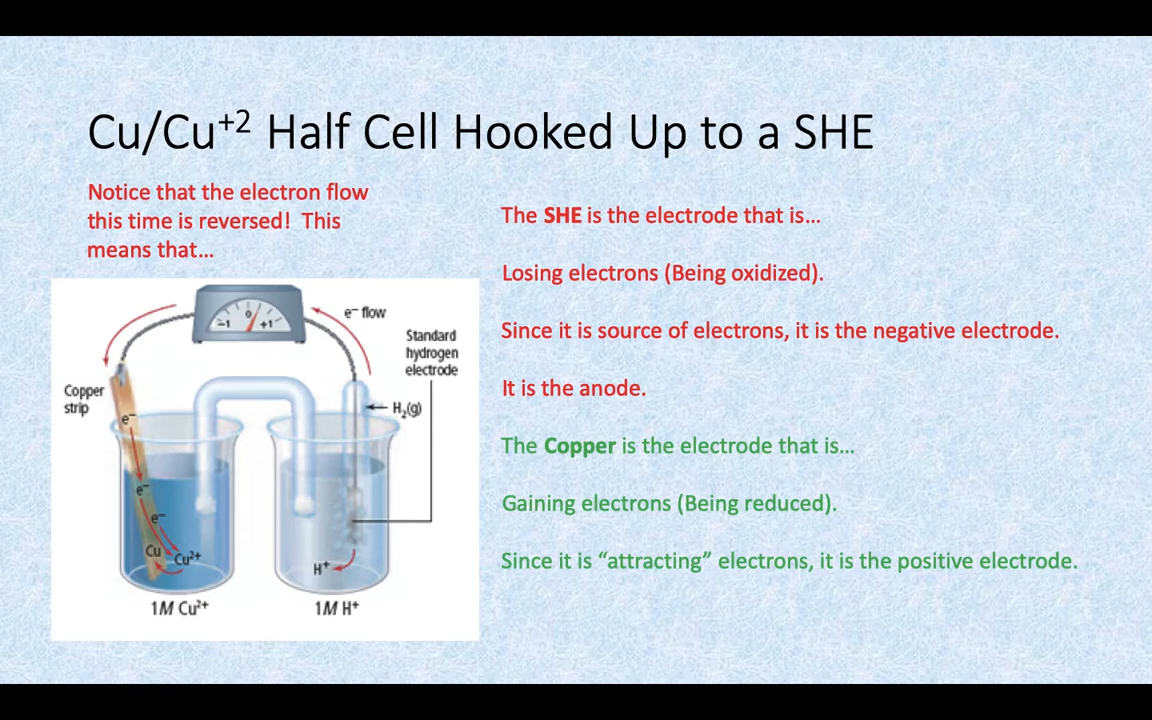 Cu/Cu⁺² Half Cell Hooked Up to a SHE
Notice that the electron flow
this time is reversed! This
means that...
-1 0 +1
e⁻ flow
Standard
hydrogen
electrode
Copper
strip
H₂(g)
e⁻
e⁻
e⁻
Cu
Cu²⁺
H⁺
1M Cu²⁺
1M H⁺
The SHE is the electrode that is...
Losing electrons (Being oxidized).
Since it is source of electrons, it is the negative electrode.
It is the anode.
The Copper is the electrode that is...
Gaining electrons (Being reduced).
Since it is “attracting” electrons, it is the positive electrode.